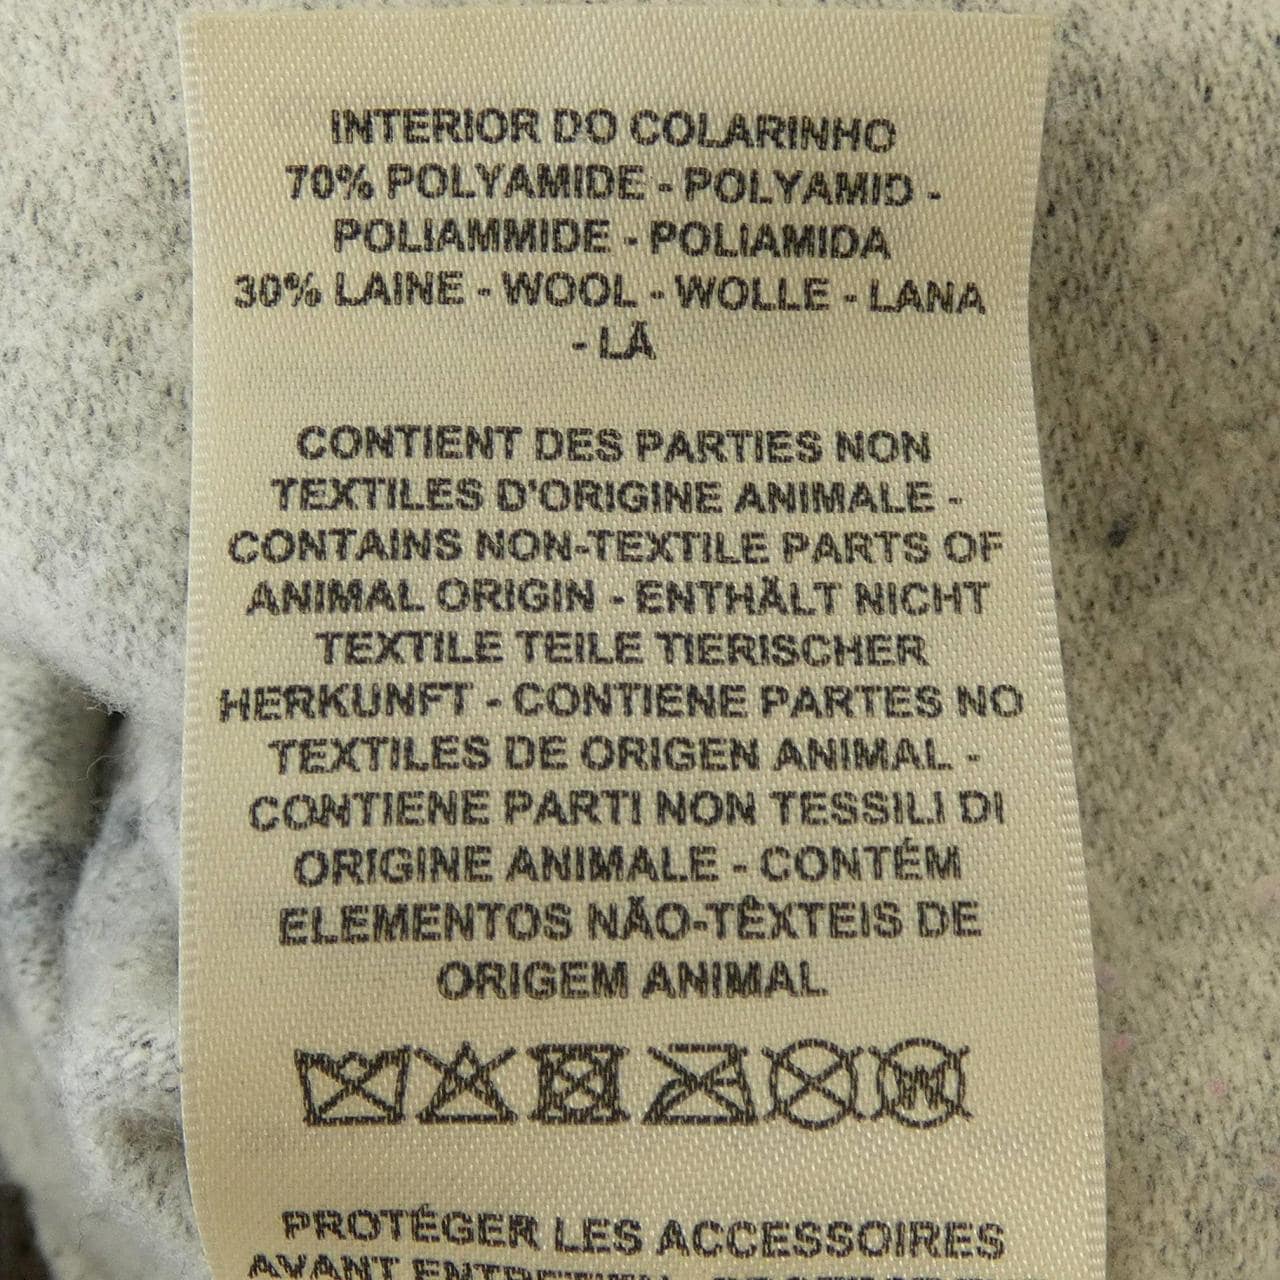 INTERIOR DO COLARINHO
70% POLYAMIDE - POLYAMID -
POLIAMMIDE - POLIAMIDA
30% LAINE - WOOL - WOLLE - LANA
- LÃ
CONTIENT DES PARTIES NON
TEXTILES D'ORIGINE ANIMALE -
CONTAINS NON-TEXTILE PARTS OF
ANIMAL ORIGIN - ENTHÄLT NICHT
TEXTILE TEILE TIERISCHER
HERKUNFT - CONTIENE PARTES NO
TEXTILES DE ORIGEN ANIMAL -
CONTIENE PARTI NON TESSILI DI
ORIGINE ANIMALE - CONTÉM
ELEMENTOS NÃO-TÊXTEIS DE
ORIGEM ANIMAL
W
PROTÉGER LES ACCESSOIRES
AVANT ENTRETIEN -